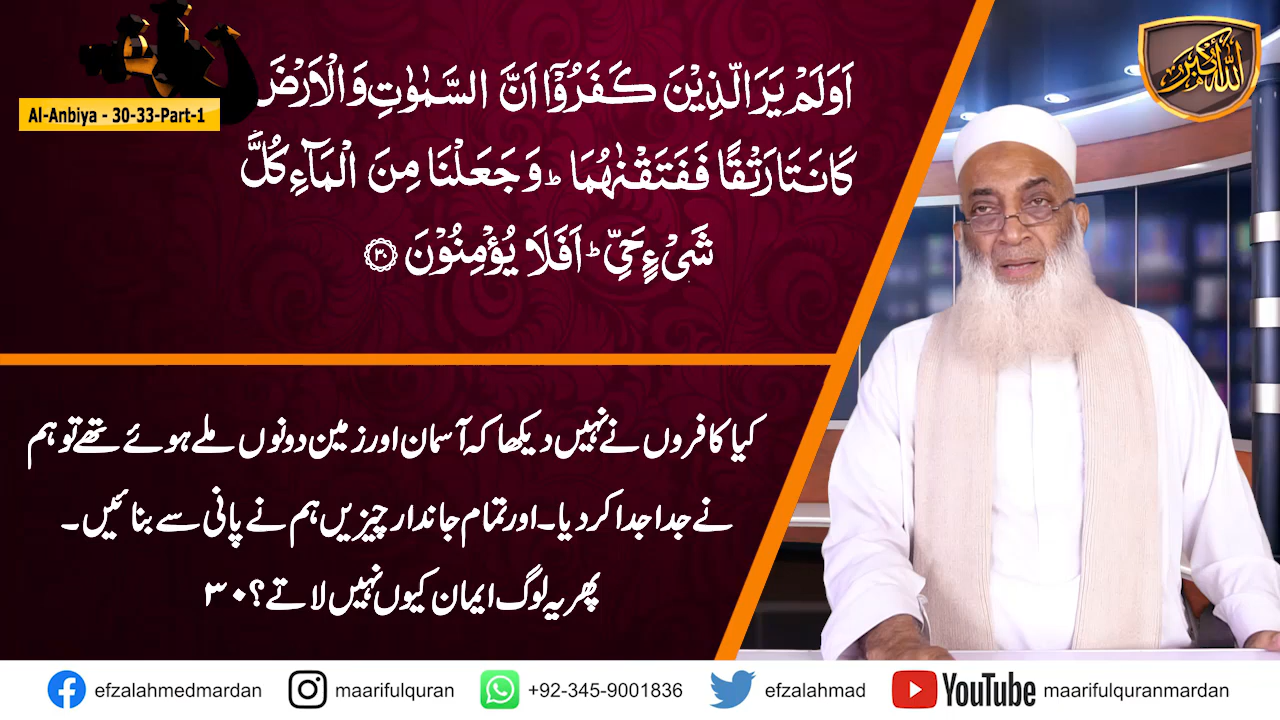 Al-Anbiya - 30-33-Part-1
اَوَلَمْ يَرَ الَّذِيْنَ كَفَرُوْۤا اَنَّ السَّمٰوٰتِ وَالْاَرْضَ
كَانَتَا رَتْقًا فَفَتَقْنٰهُمَا ؕ وَجَعَلْنَا مِنَ الْمَآءِ كُلَّ
شَیْءٍ حَیٍّ ؕ اَفَلَا يُؤْمِنُوْنَ ۝۳۰
اللہ اکبر
کیا کافروں نے نہیں دیکھا کہ آسمان اور زمین دونوں ملے ہوئے تھے تو ہم
نے جدا جدا کر دیا۔ اور تمام جاندار چیزیں ہم نے پانی سے بنائیں۔
پھر یہ لوگ ایمان کیوں نہیں لاتے؟ ۳۰
efzalahmedmardan maarifulquran +92-345-9001836 efzalahmad YouTube maarifulquranmardan